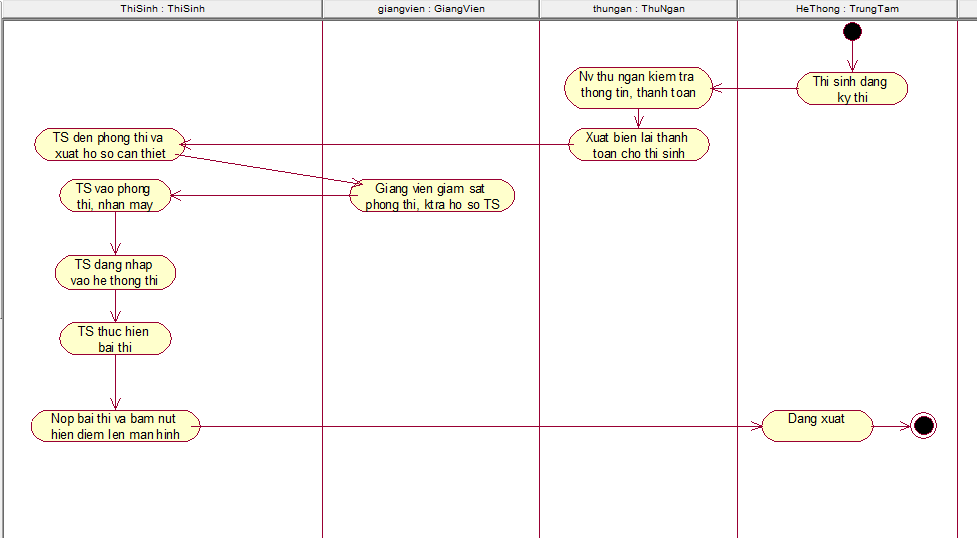 ThiSinh : ThiSinh
giangvien : GiangVien
thungan : ThuNgan
HeThong : TrungTam
Thi sinh dang
ky thi
Nv thu ngan kiem tra
thong tin, thanh toan
Xuat bien lai thanh
toan cho thi sinh
TS den phong thi va
xuat ho so can thiet
Giang vien giam sat
phong thi, ktra ho so TS
TS vao phong
thi, nhan may
TS dang nhap
vao he thong thi
TS thuc hien
bai thi
Nop bai thi va bam nut
hien diem len man hinh
Dang xuat